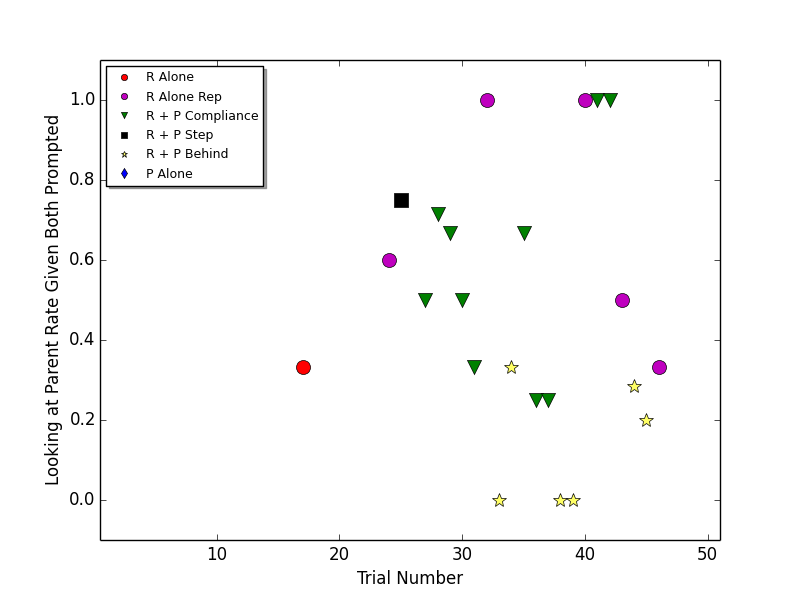 R Alone
R Alone Rep
R + P Compliance
R + P Step
R + P Behind
P Alone
1.0
0.8
0.6
0.4
0.2
0.0
Looking at Parent Rate Given Both Prompted
10 20 30 40 50
Trial Number